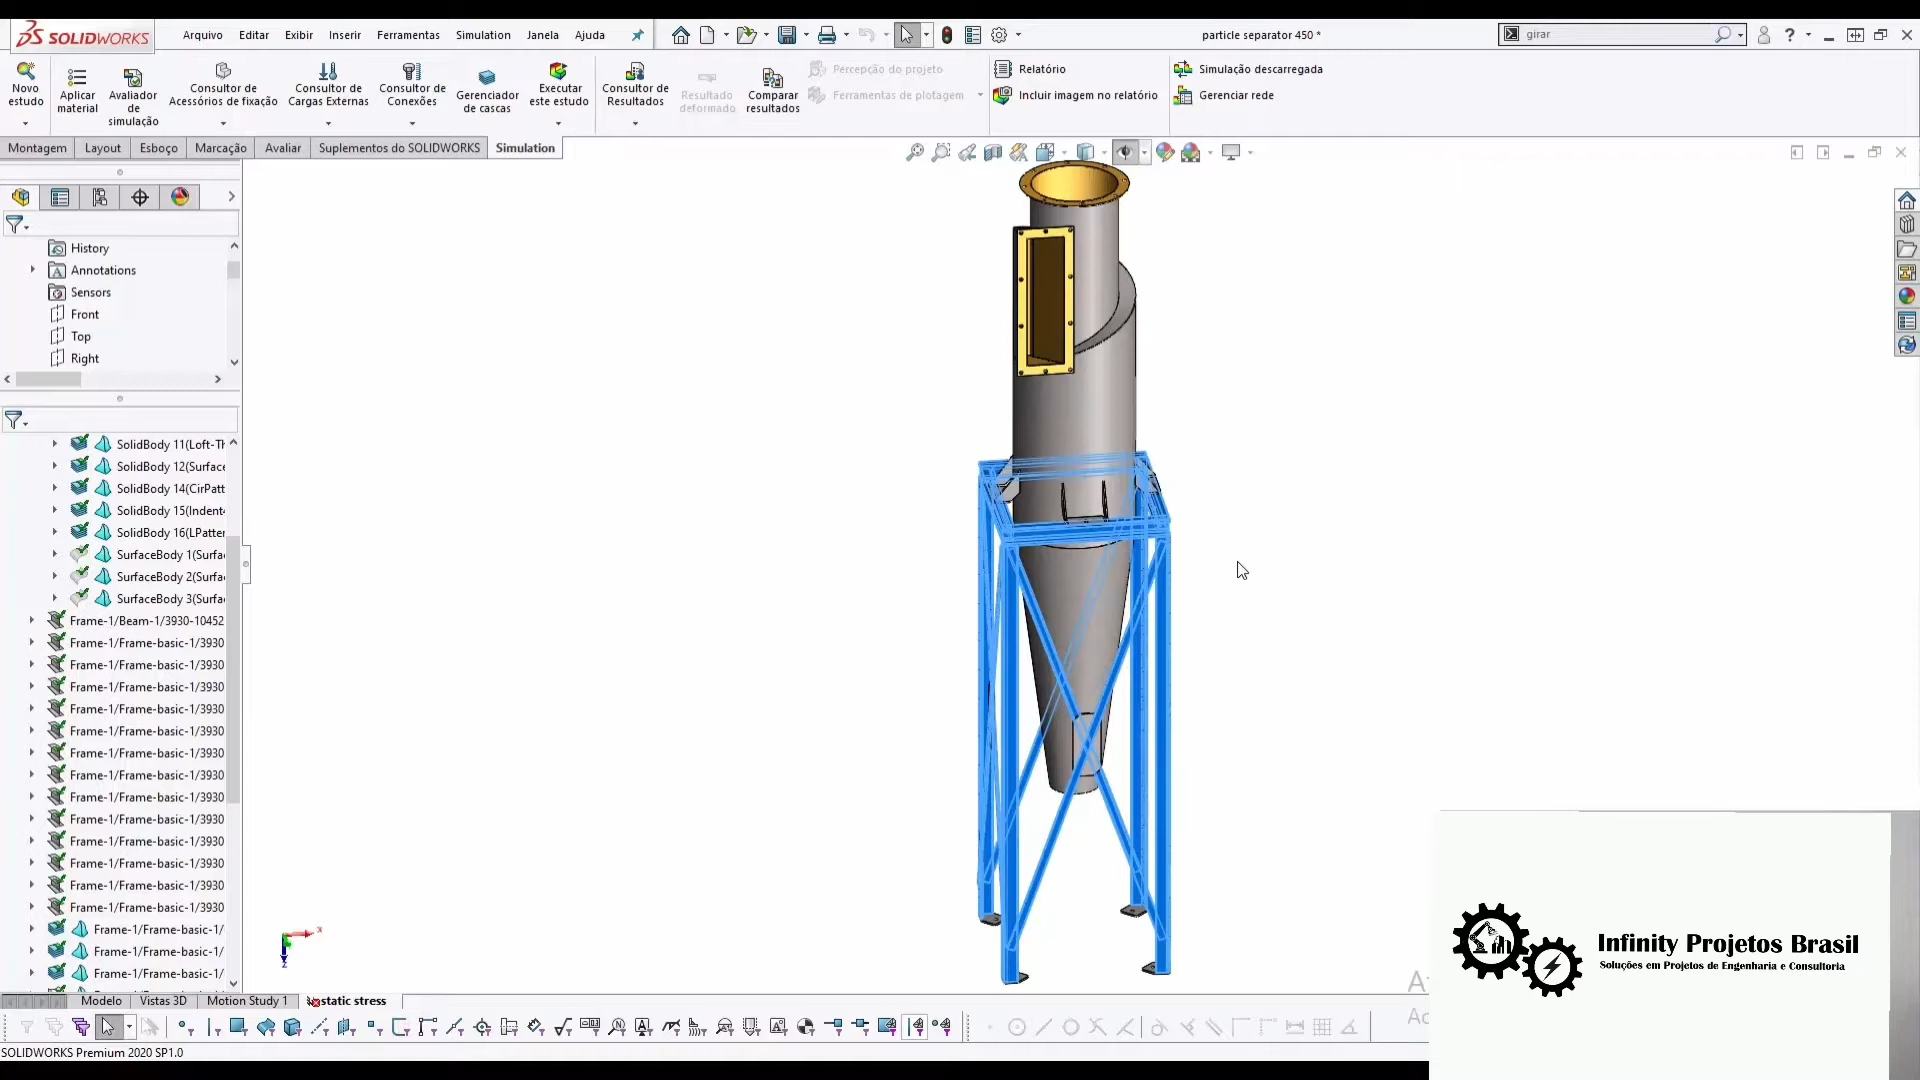 SOLIDWORKS
Arquivo Editar Exibir Inserir Ferramentas Simulation Janela Ajuda
particle separator 450 *
girar
Novo estudo
Aplicar material
Avaliador de simulação
Consultor de Acessórios de fixação
Consultor de Cargas Externas
Consultor de Conexões
Gerenciador de cascas
Executar este estudo
Consultor de Resultados
Resultado deformado
Comparar resultados
Percepção do projeto
Ferramentas de plotagem
Relatório
Incluir imagem no relatório
Simulação descarregada
Gerenciar rede
Montagem Layout Esboço Marcação Avaliar Suplementos do SOLIDWORKS Simulation
History
Annotations
Sensors
Front
Top
Right
SolidBody 11(Loft-Th
SolidBody 12(Surface
SolidBody 14(CirPatt
SolidBody 15(Indent
SolidBody 16(LPatter
SurfaceBody 1(Surfa
SurfaceBody 2(Surfa
SurfaceBody 3(Surfa
Frame-1/Beam-1/3930-10452
Frame-1/Frame-basic-1/3930
Frame-1/Frame-basic-1/3930
Frame-1/Frame-basic-1/3930
Frame-1/Frame-basic-1/3930
Frame-1/Frame-basic-1/3930
Frame-1/Frame-basic-1/3930
Frame-1/Frame-basic-1/3930
Frame-1/Frame-basic-1/3930
Frame-1/Frame-basic-1/3930
Frame-1/Frame-basic-1/3930
Frame-1/Frame-basic-1/3930
Frame-1/Frame-basic-1/3930
Frame-1/Frame-basic-1/3930
Frame-1/Frame-basic-1/
Frame-1/Frame-basic-1/
Frame-1/Frame-basic-1/
x
z
Modelo Vistas 3D Motion Study 1 static stress
SOLIDWORKS Premium 2020 SP1.0
Infinity Projetos Brasil
Soluções em Projetos de Engenharia e Consultoria